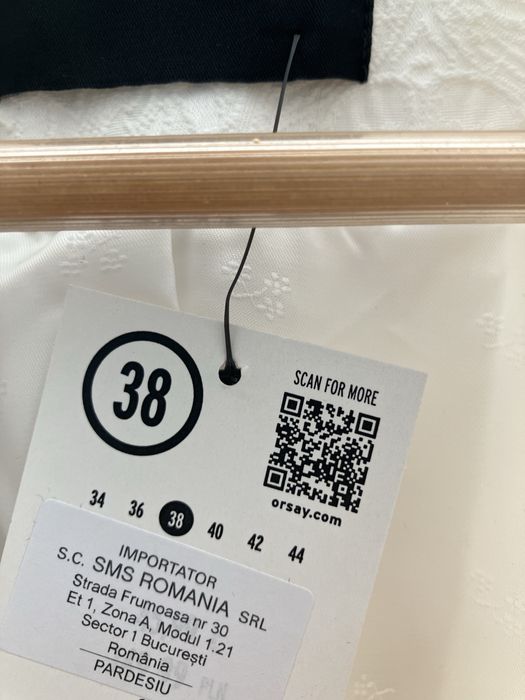 38
SCAN FOR MORE
orsay.com
34 36 38 40 42 44
IMPORTATOR
S.C. SMS ROMANIA SRL
Strada Frumoasa nr 30
Et 1, Zona A, Modul 1.21
Sector 1 București
România
PARDESIU
PLN